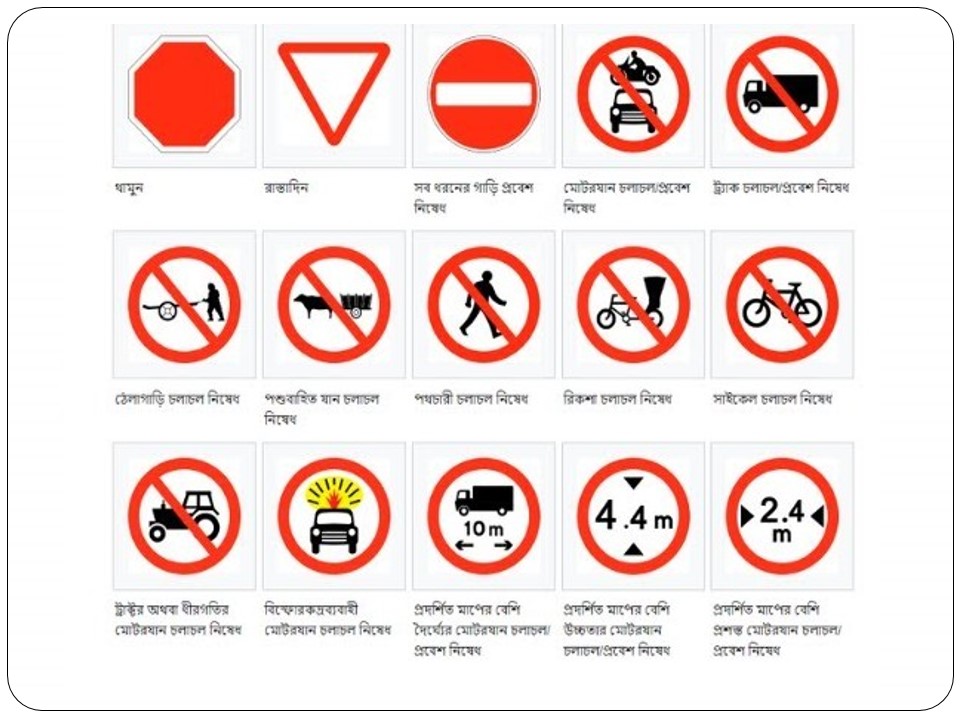 থামুন
রাস্তাদিন
সব ধরনের গাড়ি প্রবেশ
নিষেধ
মোটরযান চলাচল/প্রবেশ
নিষেধ
ট্র্যাক চলাচল/প্রবেশ নিষেধ
ঠেলাগাড়ি চলাচল নিষেধ
পশুবাহিত যান চলাচল
নিষেধ
পথচারী চলাচল নিষেধ
রিকশা চলাচল নিষেধ
সাইকেল চলাচল নিষেধ
10 m
4.4 m
2.4
m
ট্রাক্টর অথবা ধীরগতির
মোটরযান চলাচল নিষেধ
বিস্ফোরকদ্রব্যবাহী
মোটরযান চলাচল নিষেধ
প্রদর্শিত মাপের বেশি
দৈর্ঘ্যের মোটরযান চলাচল/
প্রবেশ নিষেধ
প্রদর্শিত মাপের বেশি
উচ্চতার মোটরযান
চলাচল/প্রবেশ নিষেধ
প্রদর্শিত মাপের বেশি
প্রশস্ত মোটরযান চলাচল/
প্রবেশ নিষেধ